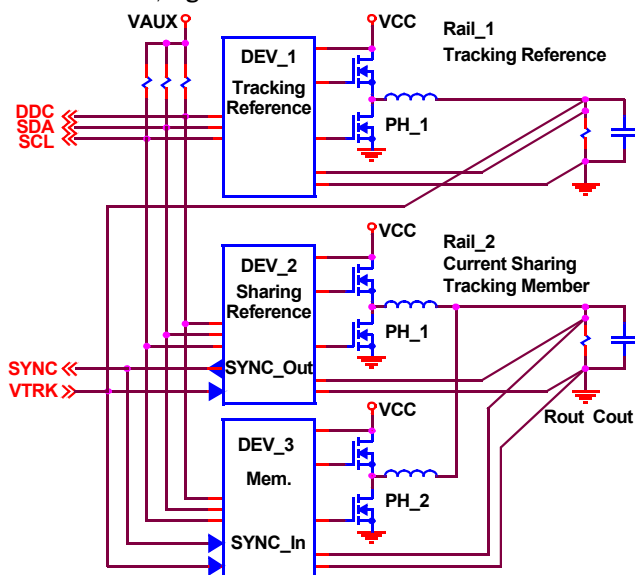 VAUX
VCC
Rail_1
Tracking Reference
DEV_1
Tracking
Reference
DDC
SDA
SCL
PH_1
VCC
Rail_2
Current Sharing
Tracking Member
DEV_2
Sharing
Reference
PH_1
SYNC
SYNC_Out
VTRK
VCC
Rout Cout
DEV_3
Mem.
PH_2
SYNC_In